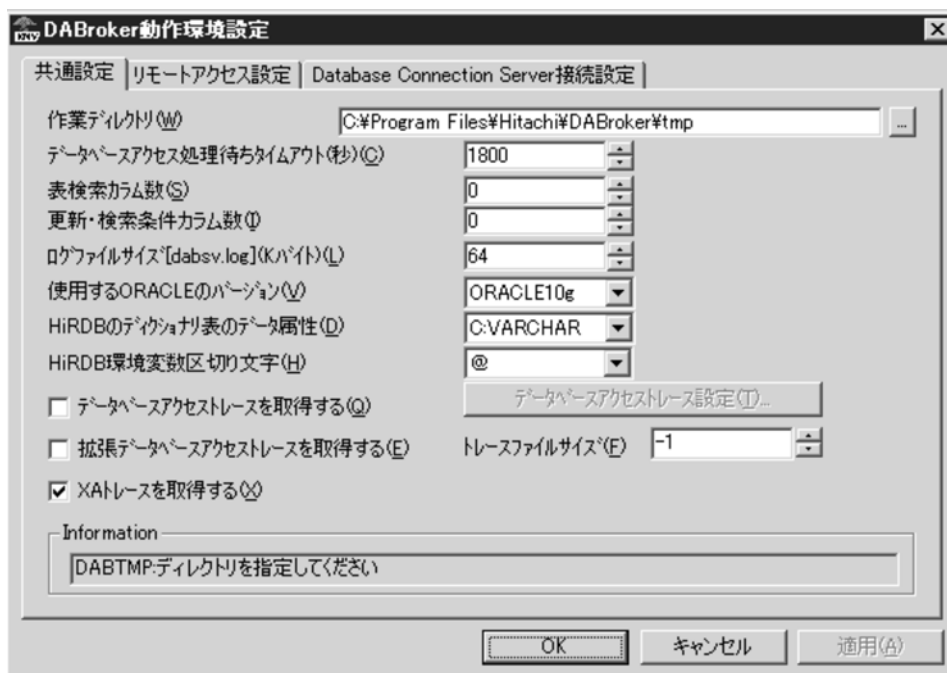 DABroker動作環境設定
共通設定 リモートアクセス設定 Database Connection Server接続設定
作業ディレクトリ(W) C:¥Program Files¥Hitachi¥DABroker¥tmp ...
データベースアクセス処理待ちタイムアウト(秒)(C) 1800
表検索カラム数(S) 0
更新・検索条件カラム数(I) 0
ログファイルサイズ[dabsv.log](Kバイト)(L) 64
使用するORACLEのバージョン(V) ORACLE10g
HiRDBのディクショナリ表のデータ属性(D) C:VARCHAR
HiRDB環境変数区切り文字(H) @
データベースアクセストレースを取得する(Q) データベースアクセストレース設定(T)...
拡張データベースアクセストレースを取得する(E) トレースファイルサイズ(F) -1
XAトレースを取得する(X)
Information
DABTMP:ディレクトリを指定してください
OK キャンセル 適用(A)